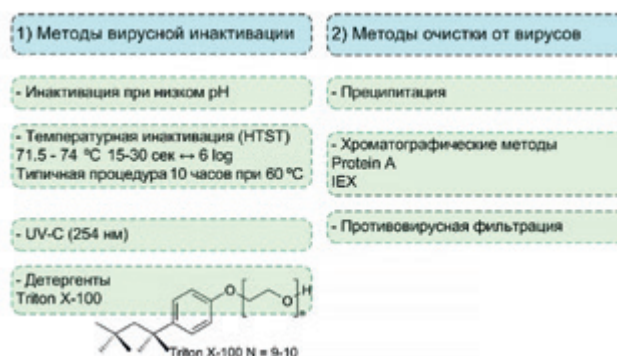 1) Методы вирусной инактивации
- Инактивация при низком pH
- Температурная инактивация (HTST)
71.5 - 74 ºC 15-30 сек ↔ 6 log
Типичная процедура 10 часов при 60 ºC
- UV-C (254 нм)
- Детергенты
Triton X-100
O
O
H
n
Triton X-100 N = 9-10
2) Методы очистки от вирусов
- Преципитация
- Хроматографические методы
Protein A
IEX
- Противовирусная фильтрация